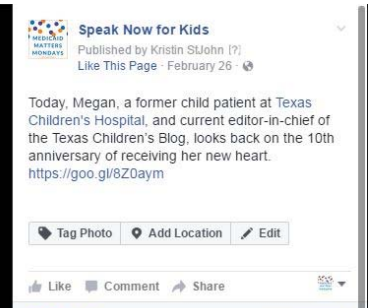 MEDICAID
MATTERS
MONDAYS
Speak Now for Kids
Published by Kristin StJohn [?]
Like This Page · February 26 ·
Today, Megan, a former child patient at Texas
Children's Hospital, and current editor-in-chief of
the Texas Children's Blog, looks back on the 10th
anniversary of receiving her new heart.
https://goo.gl/8Z0aym
Tag Photo Add Location Edit
Like Comment Share